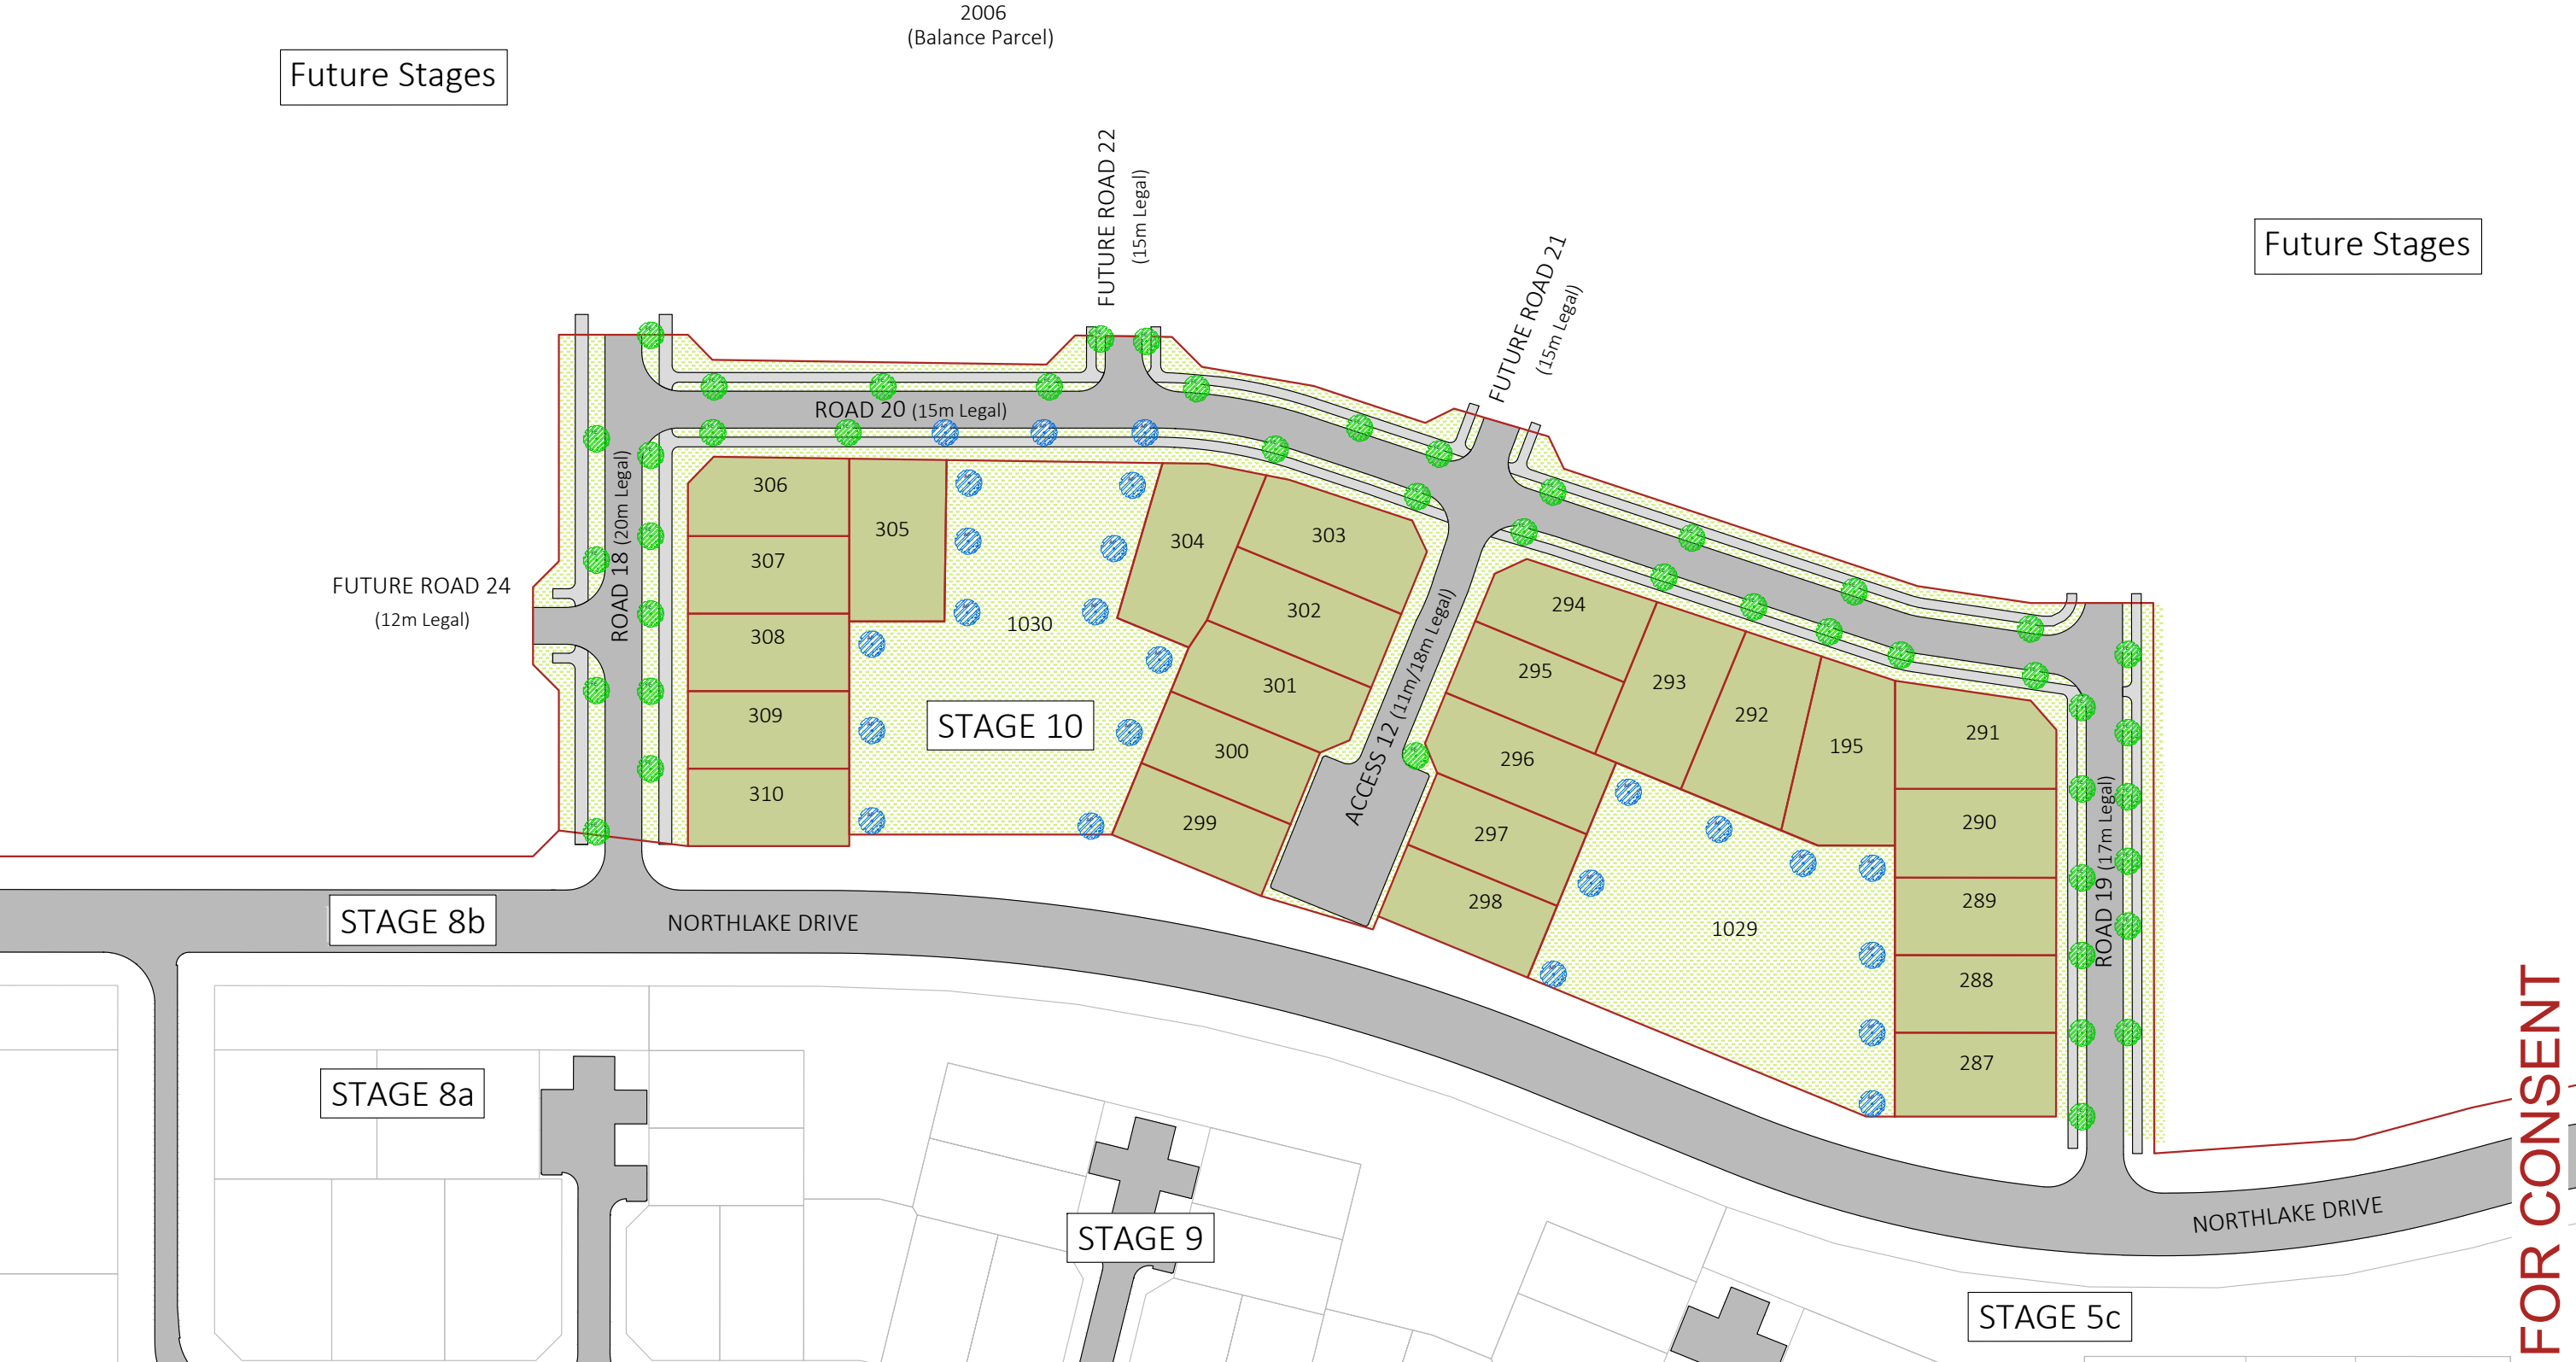 2006
(Balance Parcel)
Future Stages
FUTURE ROAD 22
(15m Legal)
FUTURE ROAD 21
(15m Legal)
Future Stages
ROAD 20 (15m Legal)
ROAD 18 (20m Legal)
FUTURE ROAD 24
(12m Legal)
306
305
307
308
309
310
1030
STAGE 10
304
303
302
301
300
299
ACCESS 12 (11m/18m Legal)
294
295
293
296
292
195
297
298
1029
291
290
289
288
287
ROAD 19 (17m Legal)
STAGE 8b
NORTHLAKE DRIVE
STAGE 8a
STAGE 9
NORTHLAKE DRIVE
STAGE 5c
FOR CONSENT